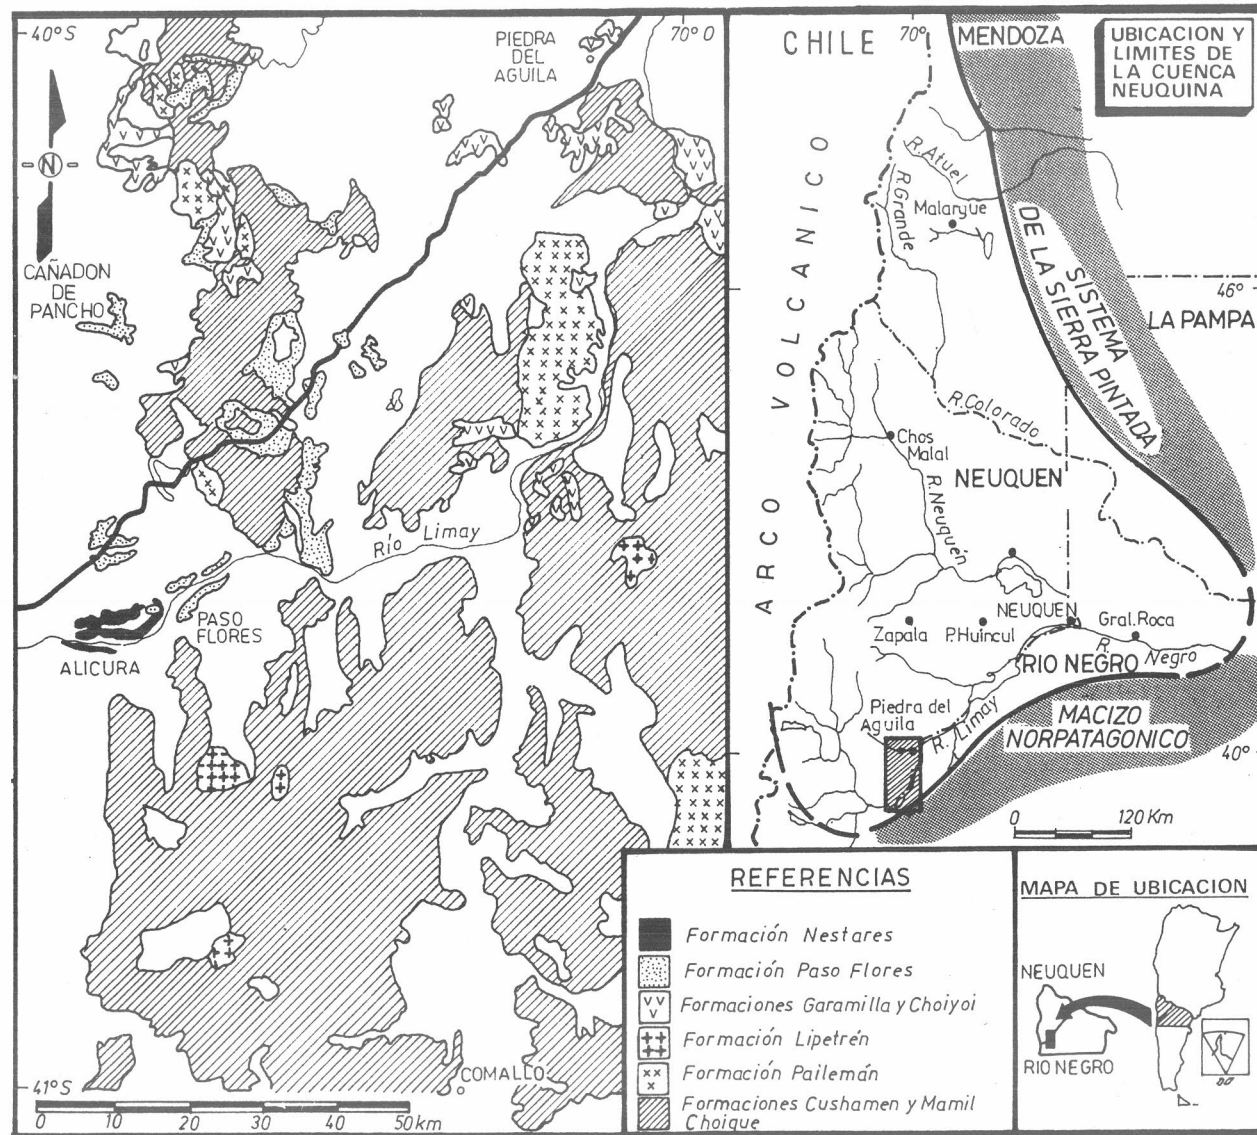 40° S
70° O
PIEDRA
DEL
AGUILA
N
CAÑADON
DE
PANCHO
Río Limay
PASO
FLORES
ALICURA
COMALLO
41° S
0 10 20 30 40 50 km
UBICACION Y
LIMITES DE
LA CUENCA
NEUQUINA
CHILE
70°
MENDOZA
R. Atuel
R. Grande
Malargüe
ARCO VOLCANICO
SISTEMA
DE LA SIERRA PINTADA
46°
LA PAMPA
R. Colorado
Chos
Malal
NEUQUEN
R. Neuquén
NEUQUEN
Gral. Roca
Zapala
P. Huincul
R. Negro
RIO NEGRO
Piedra del
Aguila
R. Limay
MACIZO
NORPATAGONICO
40°
0 120 Km
REFERENCIAS
Formación Nestares
Formación Paso Flores
Formaciones Garamilla y Choiyoi
Formación Lipetrén
Formación Pailemán
Formaciones Cushamen y Mamil
Choique
MAPA DE UBICACION
NEUQUEN
RIO NEGRO